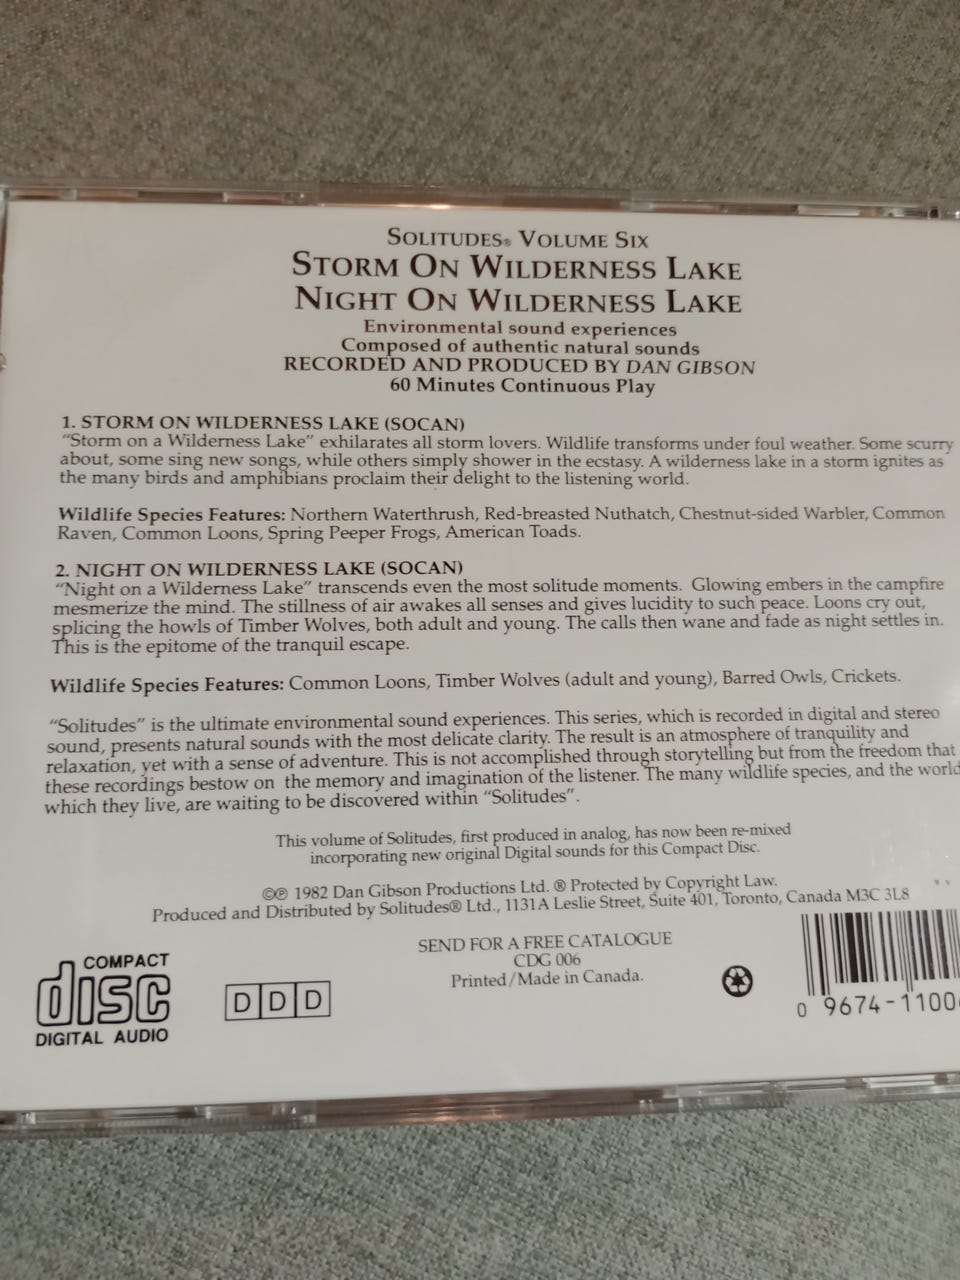 SOLITUDES® VOLUME SIX
STORM ON WILDERNESS LAKE
NIGHT ON WILDERNESS LAKE
Environmental sound experiences
Composed of authentic natural sounds
RECORDED AND PRODUCED BY DAN GIBSON
60 Minutes Continuous Play
1. STORM ON WILDERNESS LAKE (SOCAN)
"Storm on a Wilderness Lake" exhilarates all storm lovers. Wildlife transforms under foul weather. Some scurry
about, some sing new songs, while others simply shower in the ecstasy. A wilderness lake in a storm ignites as
the many birds and amphibians proclaim their delight to the listening world.
Wildlife Species Features: Northern Waterthrush, Red-breasted Nuthatch, Chestnut-sided Warbler, Common
Raven, Common Loons, Spring Peeper Frogs, American Toads.
2. NIGHT ON WILDERNESS LAKE (SOCAN)
"Night on a Wilderness Lake" transcends even the most solitude moments. Glowing embers in the campfire
mesmerize the mind. The stillness of air awakes all senses and gives lucidity to such peace. Loons cry out,
splicing the howls of Timber Wolves, both adult and young. The calls then wane and fade as night settles in.
This is the epitome of the tranquil escape.
Wildlife Species Features: Common Loons, Timber Wolves (adult and young), Barred Owls, Crickets.
"Solitudes" is the ultimate environmental sound experiences. This series, which is recorded in digital and stereo
sound, presents natural sounds with the most delicate clarity. The result is an atmosphere of tranquility and
relaxation, yet with a sense of adventure. This is not accomplished through storytelling but from the freedom that
these recordings bestow on the memory and imagination of the listener. The many wildlife species, and the world
which they live, are waiting to be discovered within "Solitudes".
This volume of Solitudes, first produced in analog, has now been re-mixed
incorporating new original Digital sounds for this Compact Disc.
©℗ 1982 Dan Gibson Productions Ltd. ® Protected by Copyright Law.
Produced and Distributed by Solitudes® Ltd., 1131A Leslie Street, Suite 401, Toronto, Canada M3C 3L8
SEND FOR A FREE CATALOGUE
CDG 006
Printed/Made in Canada.
COMPACT
disc
DIGITAL AUDIO
DDD
0 9674-1100